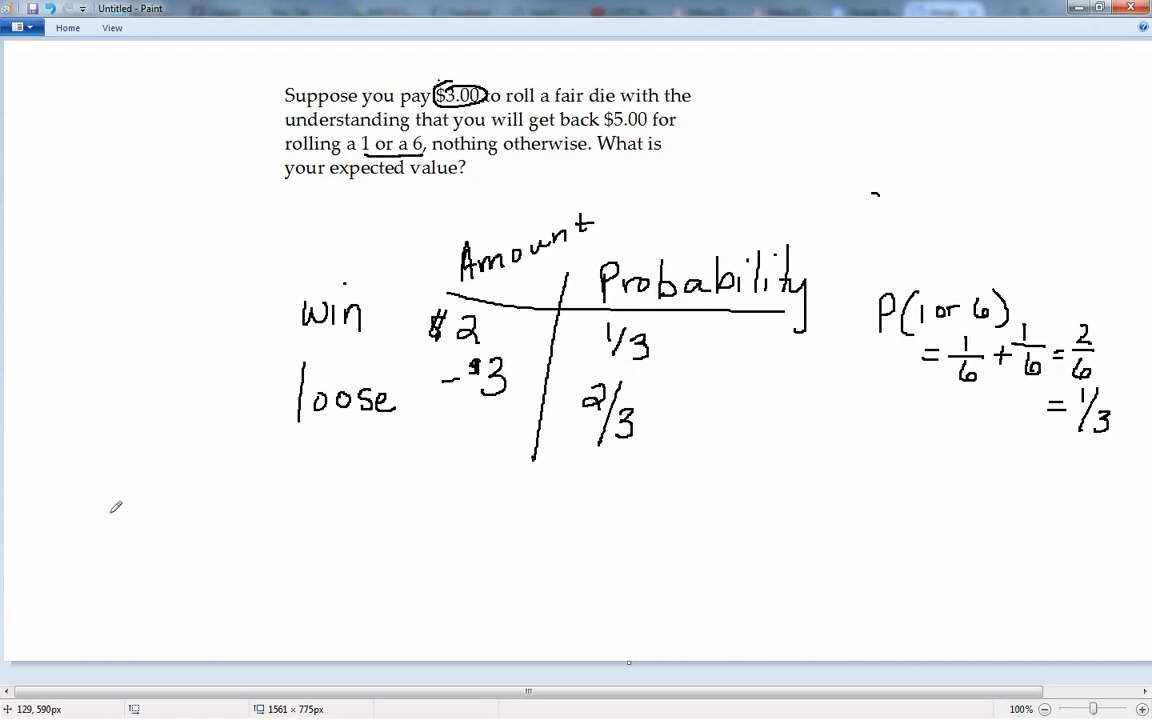 Untitled - Paint
Home View
Suppose you pay $3.00 to roll a fair die with the
understanding that you will get back $5.00 for
rolling a 1 or a 6, nothing otherwise. What is
your expected value?
Amount Probability
win $2 1/3
loose -$3 2/3
P(1 or 6)
= 1/6 + 1/6 = 2/6
= 1/3
129, 590px 1561 × 775px 100%